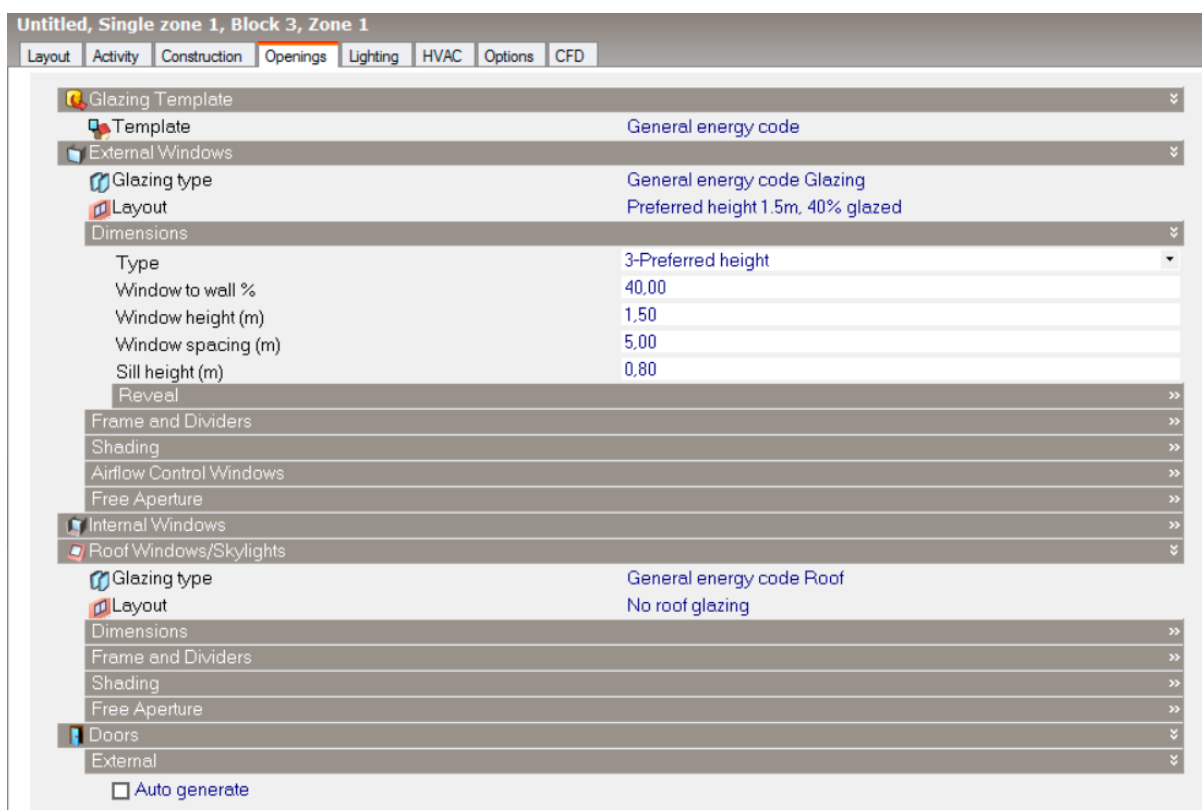 Untitled, Single zone 1, Block 3, Zone 1
Layout Activity Construction Openings Lighting HVAC Options CFD
Glazing Template
Template General energy code
External Windows
Glazing type General energy code Glazing
Layout Preferred height 1.5m, 40% glazed
Dimensions
Type 3-Preferred height
Window to wall % 40,00
Window height (m) 1,50
Window spacing (m) 5,00
Sill height (m) 0,80
Reveal
Frame and Dividers
Shading
Airflow Control Windows
Free Aperture
Internal Windows
Roof Windows/Skylights
Glazing type General energy code Roof
Layout No roof glazing
Dimensions
Frame and Dividers
Shading
Free Aperture
Doors
External
Auto generate